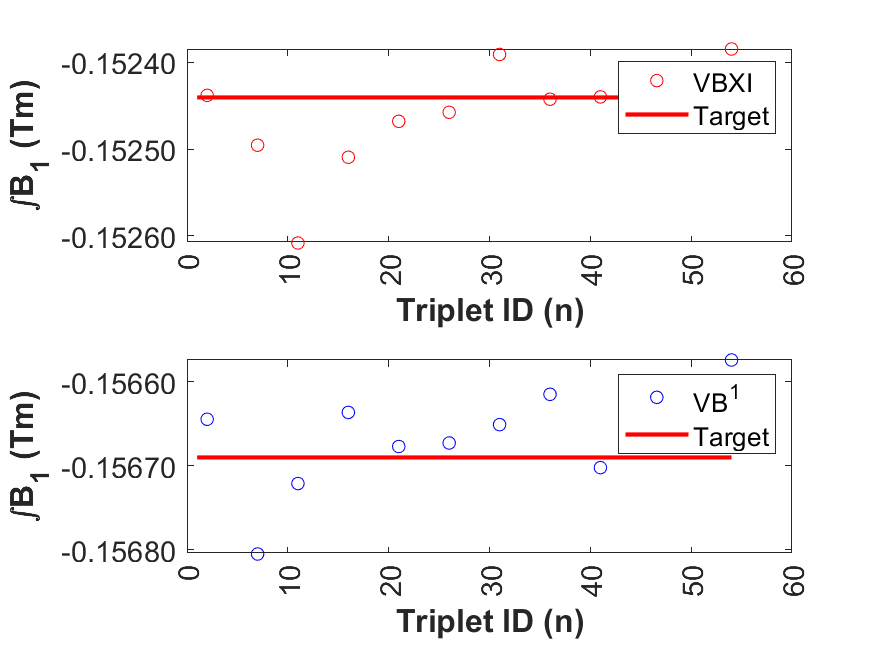 -0.15240
-0.15250
-0.15260
∫B₁ (Tm)
0 10 20 30 40 50 60
Triplet ID (n)
VBXI
Target
-0.15660
-0.15670
-0.15680
∫B₁ (Tm)
0 10 20 30 40 50 60
Triplet ID (n)
VB¹
Target